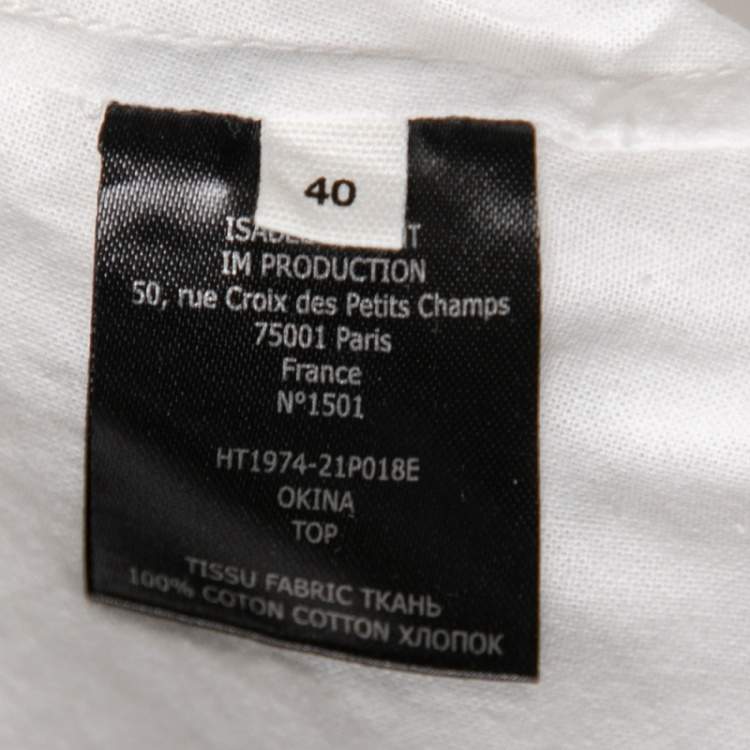 40
IM PRODUCTION
50, rue Croix des Petits Champs
75001 Paris
France
N°1501
HT1974-21P018E
OKINA
TOP
TISSU FABRIC ТКАНЬ
100% COTON COTTON ХЛОПОК